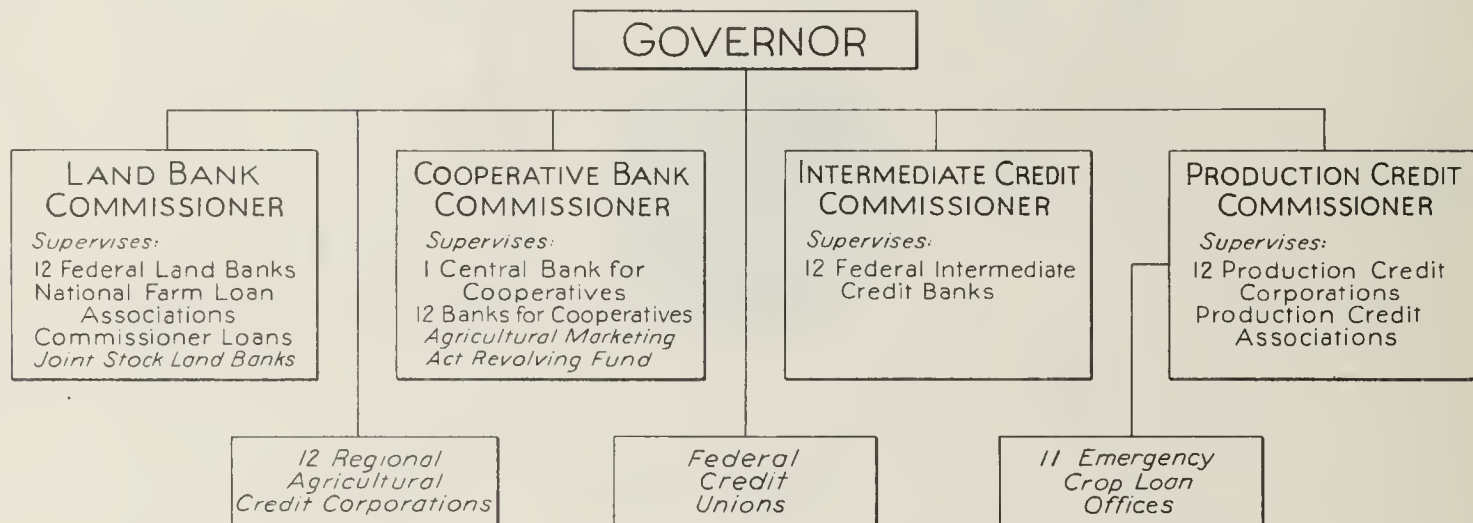 GOVERNOR
LAND BANK
COMMISSIONER
Supervises:
12 Federal Land Banks
National Farm Loan
Associations
Commissioner Loans
Joint Stock Land Banks
COOPERATIVE BANK
COMMISSIONER
Supervises:
1 Central Bank for
Cooperatives
12 Banks for Cooperatives
Agricultural Marketing
Act Revolving Fund
INTERMEDIATE CREDIT
COMMISSIONER
Supervises:
12 Federal Intermediate
Credit Banks
PRODUCTION CREDIT
COMMISSIONER
Supervises:
12 Production Credit
Corporations
Production Credit
Associations
12 Regional
Agricultural
Credit Corporations
Federal
Credit
Unions
11 Emergency
Crop Loan
Offices